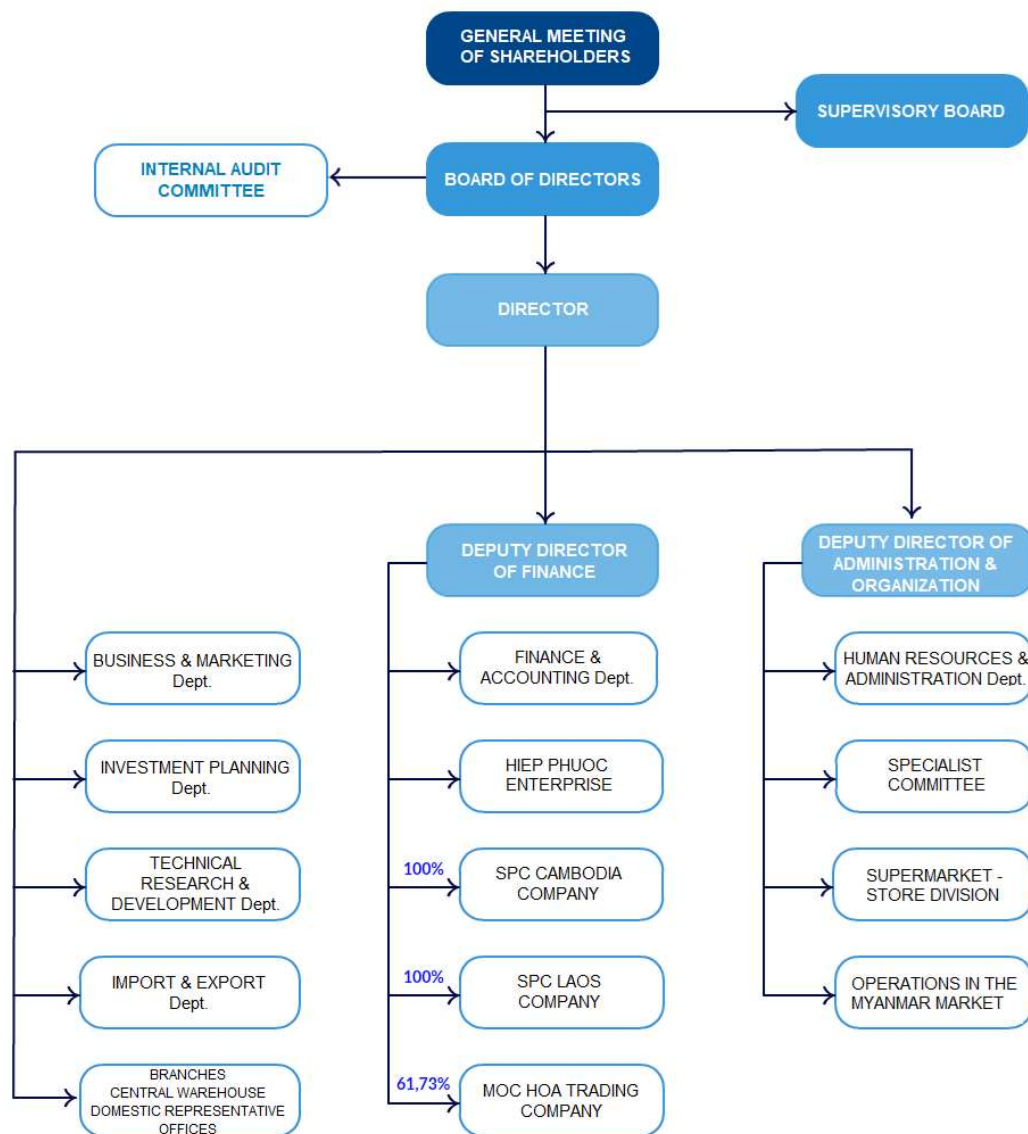 GENERAL MEETING
OF SHAREHOLDERS
SUPERVISORY BOARD
INTERNAL AUDIT
COMMITTEE
BOARD OF DIRECTORS
DIRECTOR
DEPUTY DIRECTOR
OF FINANCE
DEPUTY DIRECTOR OF
ADMINISTRATION &
ORGANIZATION
BUSINESS & MARKETING
Dept.
INVESTMENT PLANNING
Dept.
TECHNICAL
RESEARCH &
DEVELOPMENT Dept.
IMPORT & EXPORT
Dept.
BRANCHES
CENTRAL WAREHOUSE
DOMESTIC REPRESENTATIVE
OFFICES
FINANCE &
ACCOUNTING Dept.
HIEP PHUOC
ENTERPRISE
100%
SPC CAMBODIA
COMPANY
100%
SPC LAOS
COMPANY
61,73%
MOC HOA TRADING
COMPANY
HUMAN RESOURCES &
ADMINISTRATION Dept.
SPECIALIST
COMMITTEE
SUPERMARKET -
STORE DIVISION
OPERATIONS IN THE
MYANMAR MARKET